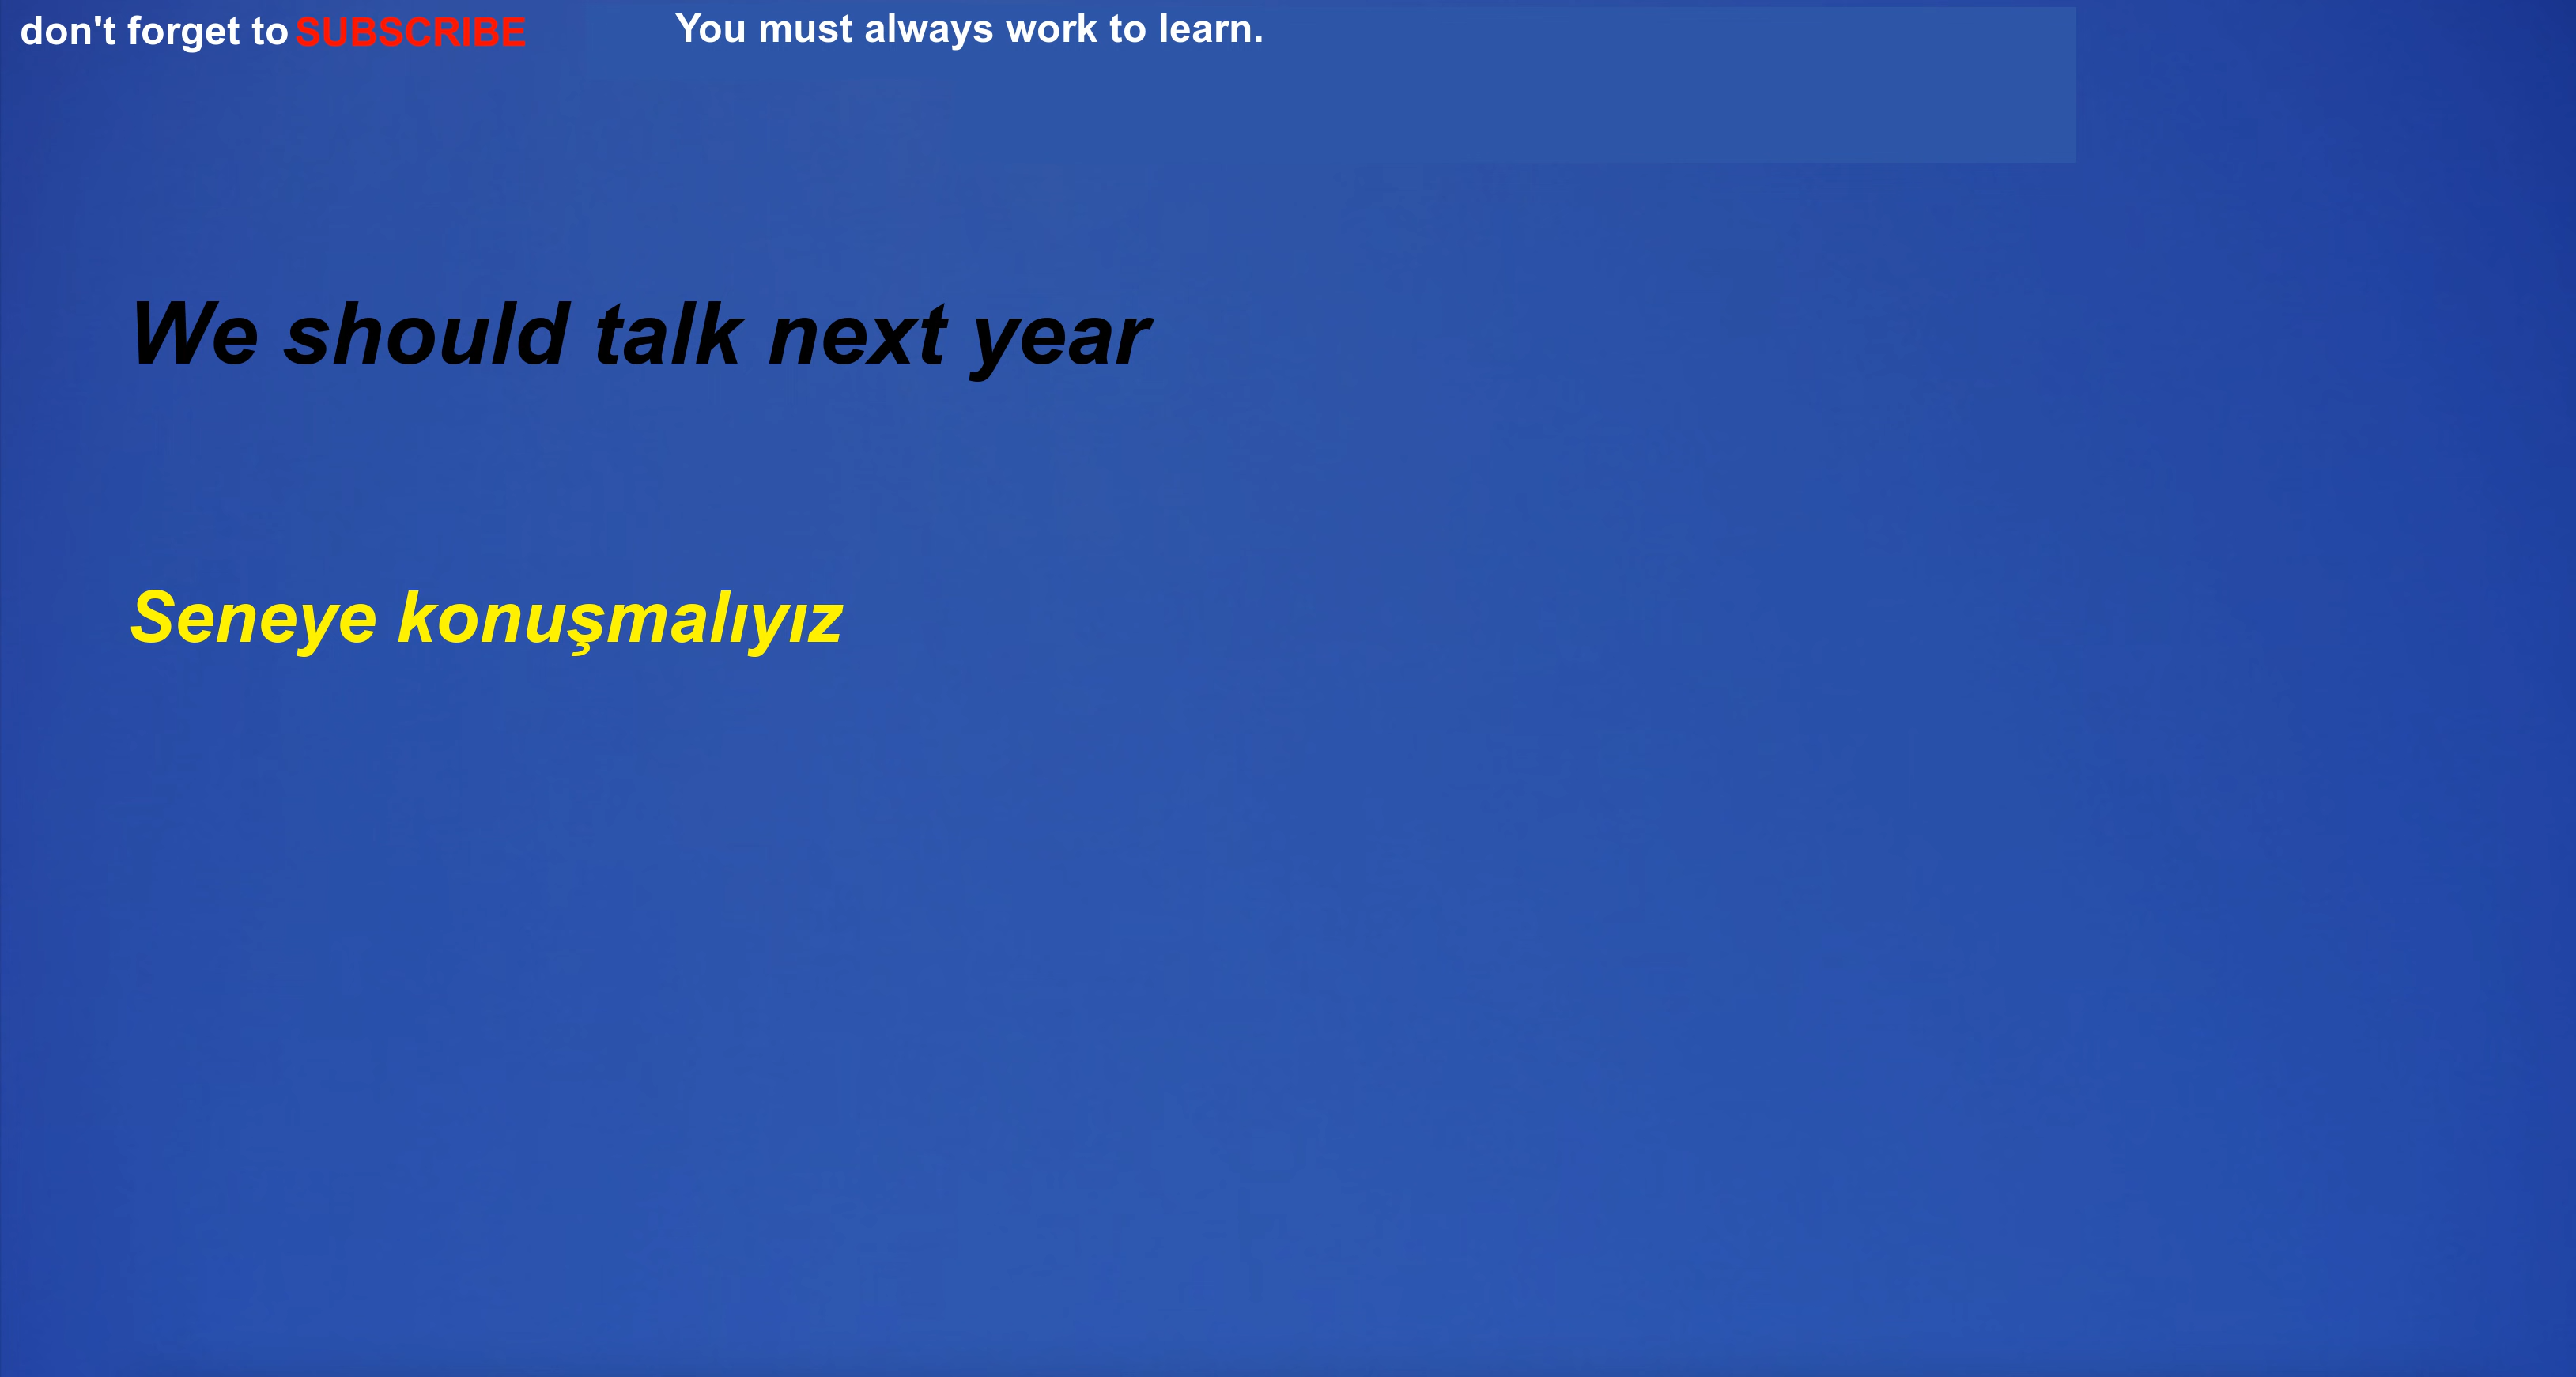 don't forget to SUBSCRIBE You must always work to learn.
We should talk next year
Seneye konuşmalıyız